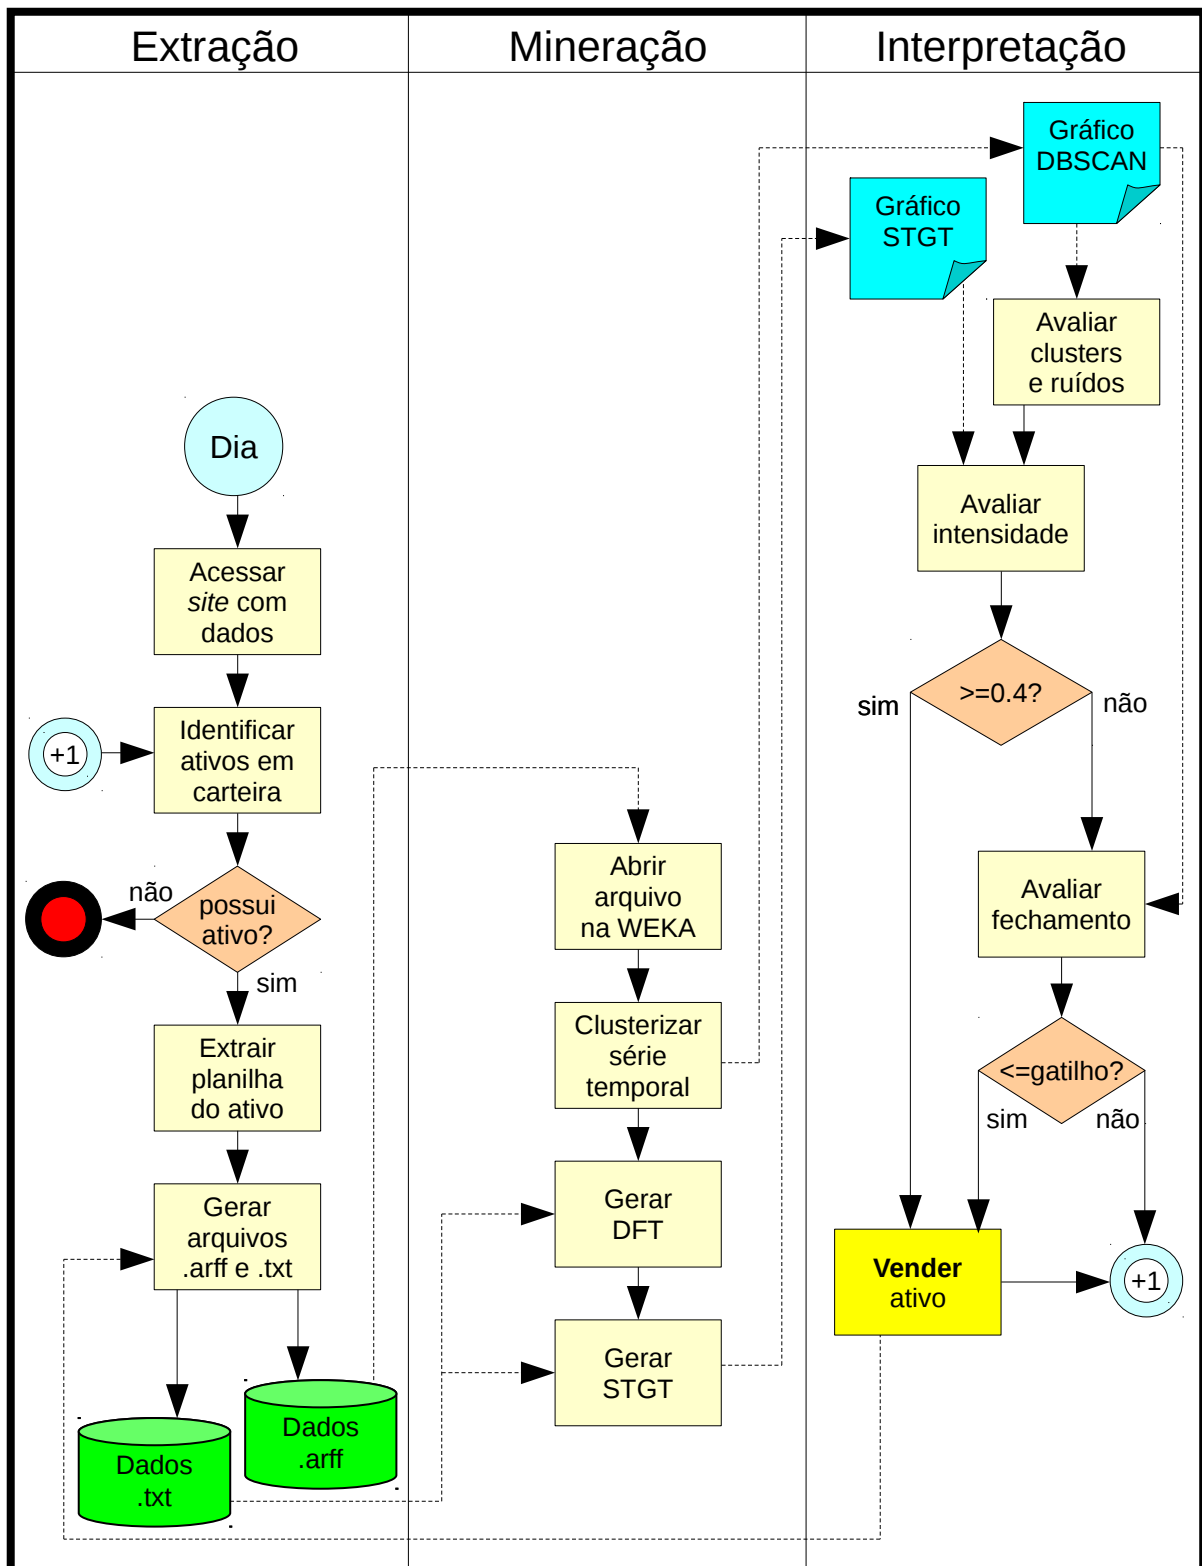 Extração
Mineração
Interpretação
Dia
Acessar
site com
dados
+1
Identificar
ativos em
carteira
não
possui
ativo?
sim
Extrair
planilha
do ativo
Gerar
arquivos
.arff e .txt
Dados
.txt
Dados
.arff
Abrir
arquivo
na WEKA
Clusterizar
série
temporal
Gerar
DFT
Gerar
STGT
Gráfico
DBSCAN
Gráfico
STGT
Avaliar
clusters
e ruídos
Avaliar
intensidade
>=0.4?
sim
não
Avaliar
fechamento
<=gatilho?
sim
não
Vender
ativo
+1